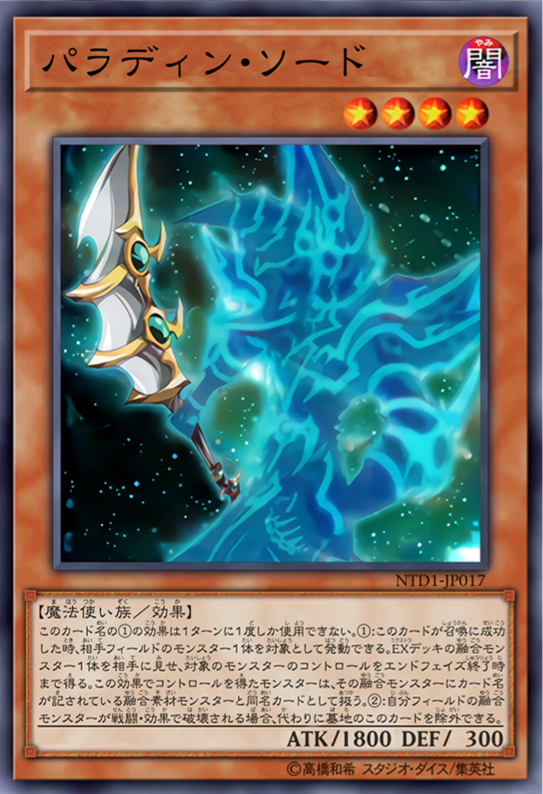 パラディン・ソード
闇
NTD1-JP017
【魔法使い族／効果】
このカード名の①の効果は1ターンに1度しか使用できない。①:このカードが召喚に成功
した時、相手フィールドのモンスター1体を対象として発動できる。EXデッキの融合モン
スター1体を相手に見せ、対象のモンスターのコントロールをエンドフェイズ終了時
まで得る。この効果でコントロールを得たモンスターは、その融合モンスターにカード名
が記されている融合素材モンスターと同名カードとして扱う。②:自分フィールドの融合
モンスターが戦闘・効果で破壊される場合、代わりに墓地のこのカードを除外できる。
ATK/1800 DEF/ 300
©高橋和希 スタジオ・ダイス/集英社